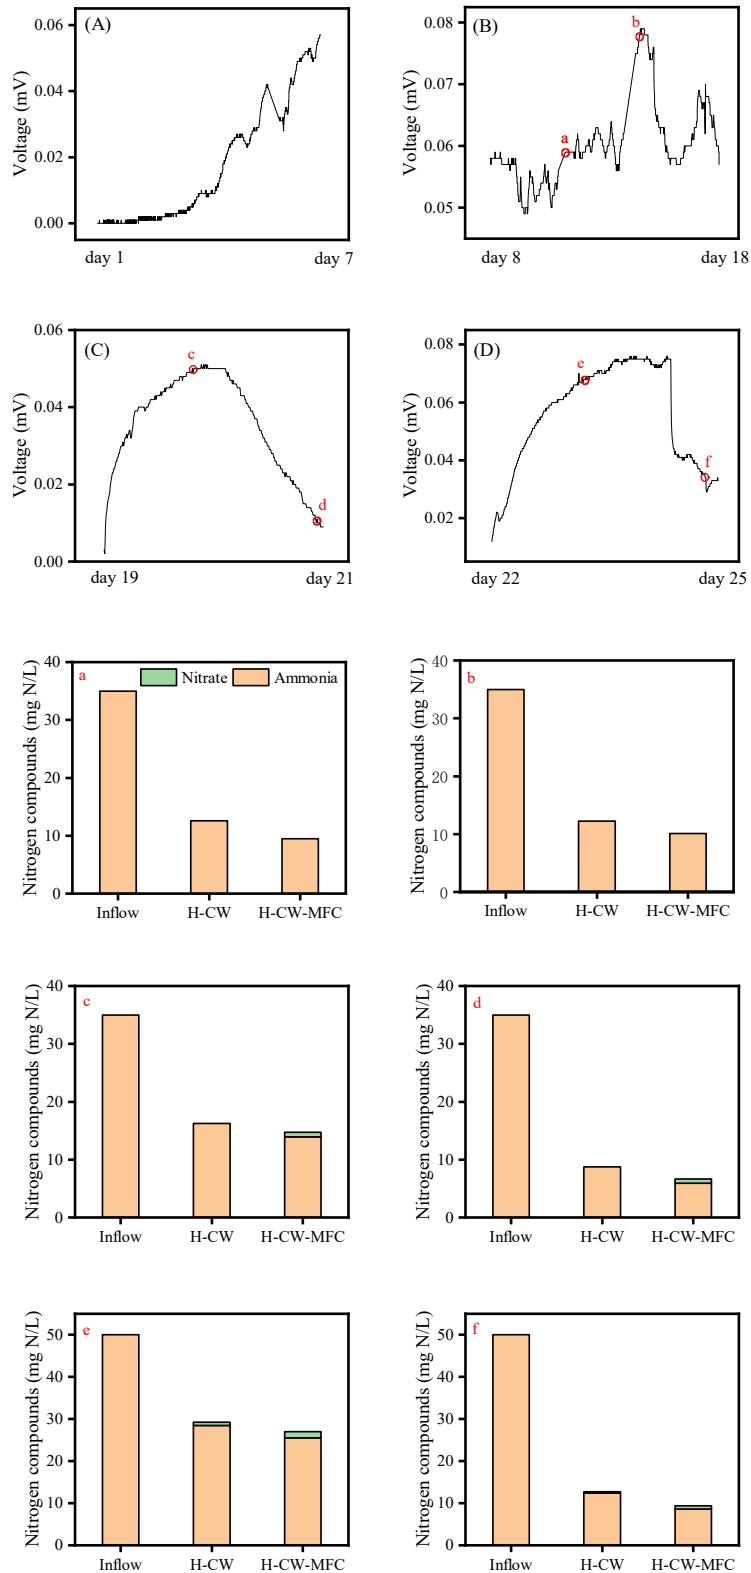 (A)
Voltage (mV)
0.06
0.04
0.02
0.00
day 1
day 7
(B)
Voltage (mV)
0.08
0.07
0.06
0.05
a
b
day 8
day 18
(C)
Voltage (mV)
0.06
0.04
0.02
0.00
c
d
day 19
day 21
(D)
Voltage (mV)
0.08
0.06
0.04
0.02
e
f
day 22
day 25
a
Nitrate
Ammonia
Nitrogen compounds (mg N/L)
40
30
20
10
0
Inflow
H-CW
H-CW-MFC
b
Nitrogen compounds (mg N/L)
40
30
20
10
0
Inflow
H-CW
H-CW-MFC
c
Nitrogen compounds (mg N/L)
40
30
20
10
0
Inflow
H-CW
H-CW-MFC
d
Nitrogen compounds (mg N/L)
40
30
20
10
0
Inflow
H-CW
H-CW-MFC
e
Nitrogen compounds (mg N/L)
50
40
30
20
10
0
Inflow
H-CW
H-CW-MFC
f
Nitrogen compounds (mg N/L)
50
40
30
20
10
0
Inflow
H-CW
H-CW-MFC